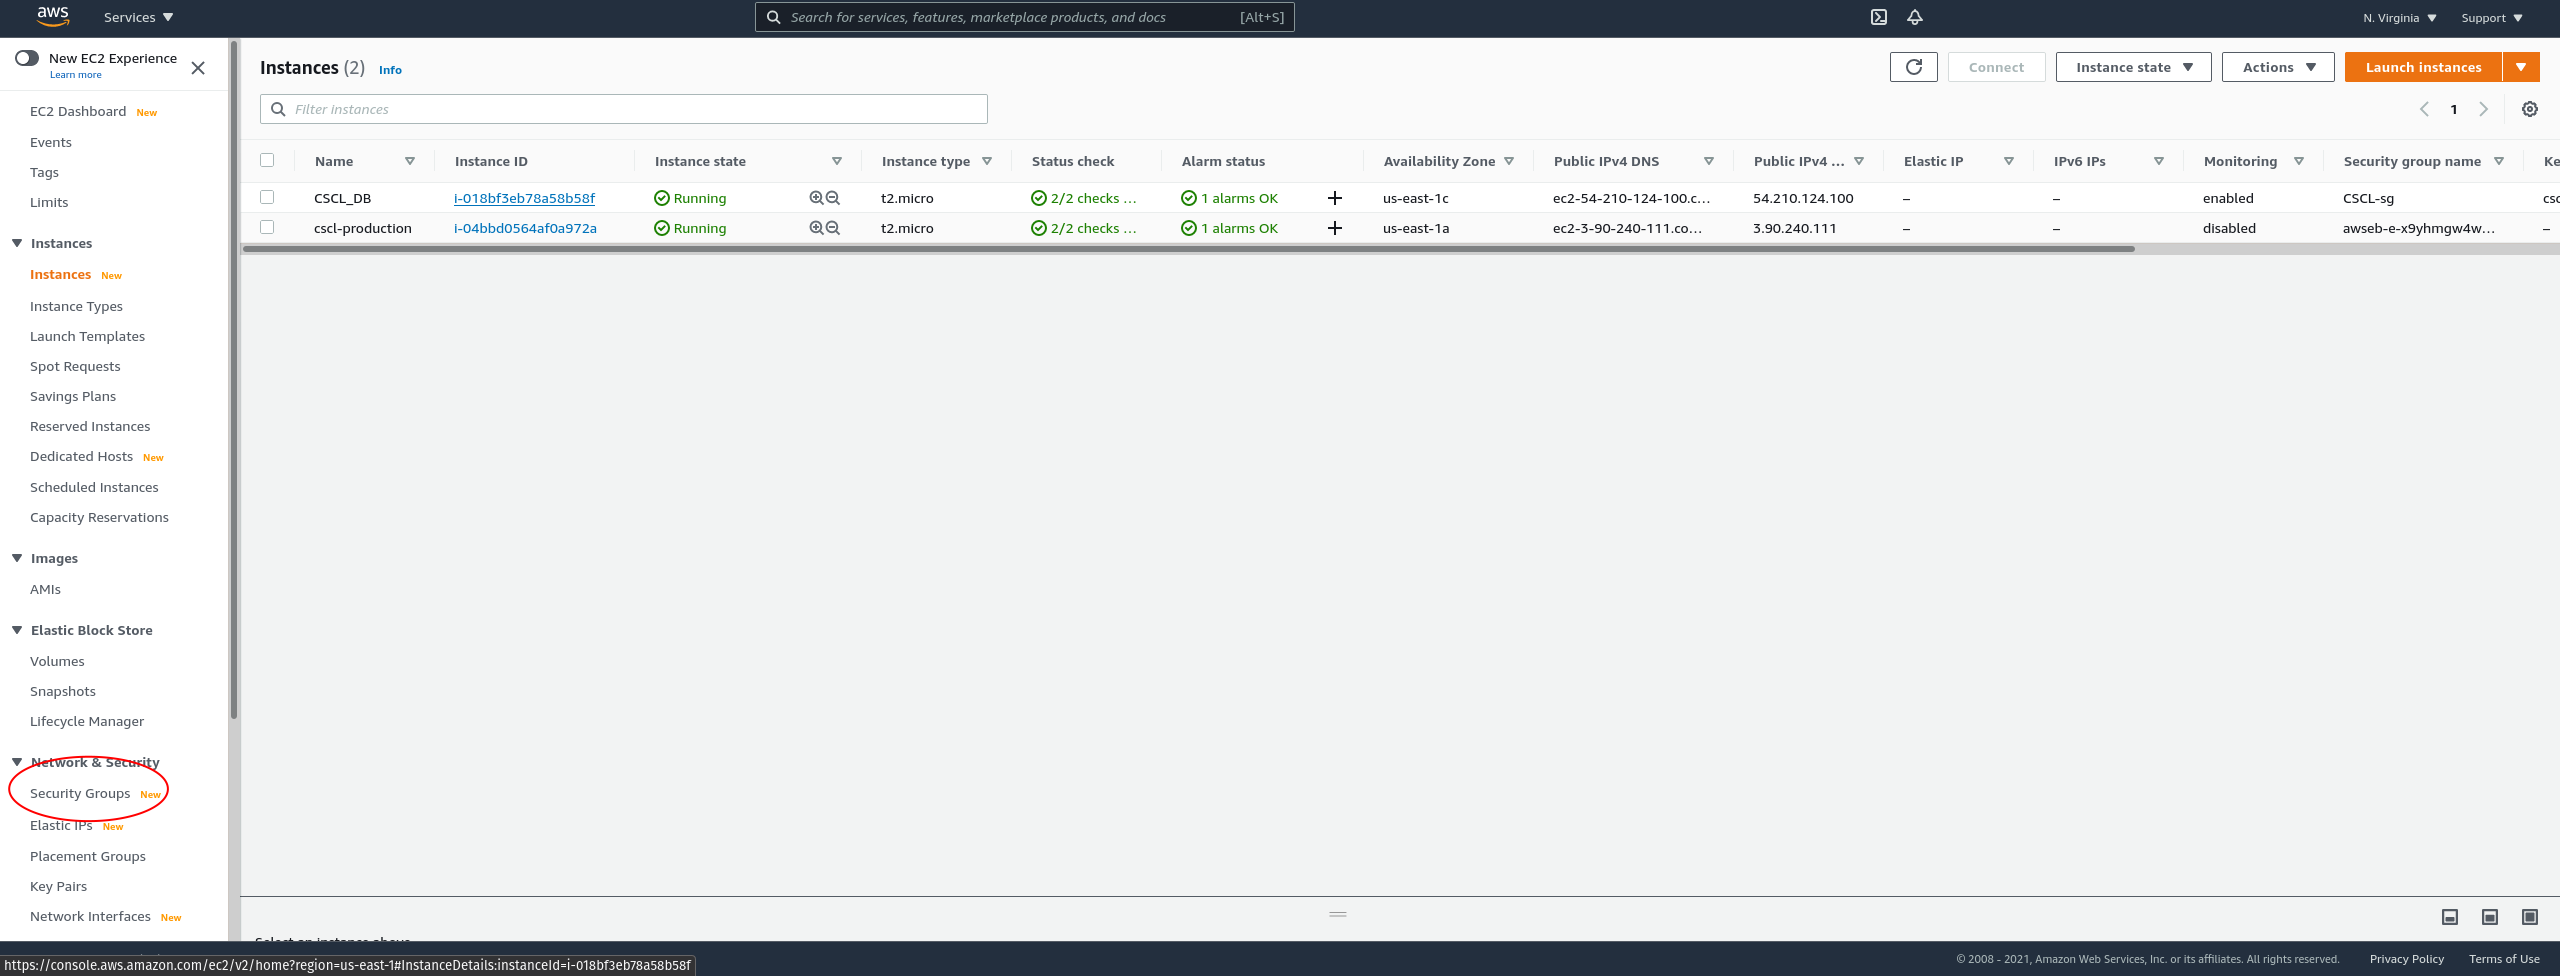 aws Services Search for services, features, marketplace products, and docs [Alt+S] N. Virginia Support
New EC2 Experience
Learn more
EC2 Dashboard New
Events
Tags
Limits
Instances
Instances New
Instance Types
Launch Templates
Spot Requests
Savings Plans
Reserved Instances
Dedicated Hosts New
Scheduled Instances
Capacity Reservations
Images
AMIs
Elastic Block Store
Volumes
Snapshots
Lifecycle Manager
Network & Security
Security Groups New
Elastic IPs New
Placement Groups
Key Pairs
Network Interfaces New
Instances (2) Info Connect Instance state Actions Launch instances
Filter instances 1
Name Instance ID Instance state Instance type Status check Alarm status Availability Zone Public IPv4 DNS Public IPv4 ... Elastic IP IPv6 IPs Monitoring Security group name Ke
CSCL_DB i-018bf3eb78a58b58f Running t2.micro 2/2 checks ... 1 alarms OK + us-east-1c ec2-54-210-124-100.c... 54.210.124.100 – – enabled CSCL-sg csc
cscl-production i-04bbd0564af0a972a Running t2.micro 2/2 checks ... 1 alarms OK + us-east-1a ec2-3-90-240-111.co... 3.90.240.111 – – disabled awseb-e-x9yhmgw4w... –
Select an instance above
https://console.aws.amazon.com/ec2/v2/home?region=us-east-1#InstanceDetails:instanceId=i-018bf3eb78a58b58f
© 2008 - 2021, Amazon Web Services, Inc. or its affiliates. All rights reserved. Privacy Policy Terms of Use